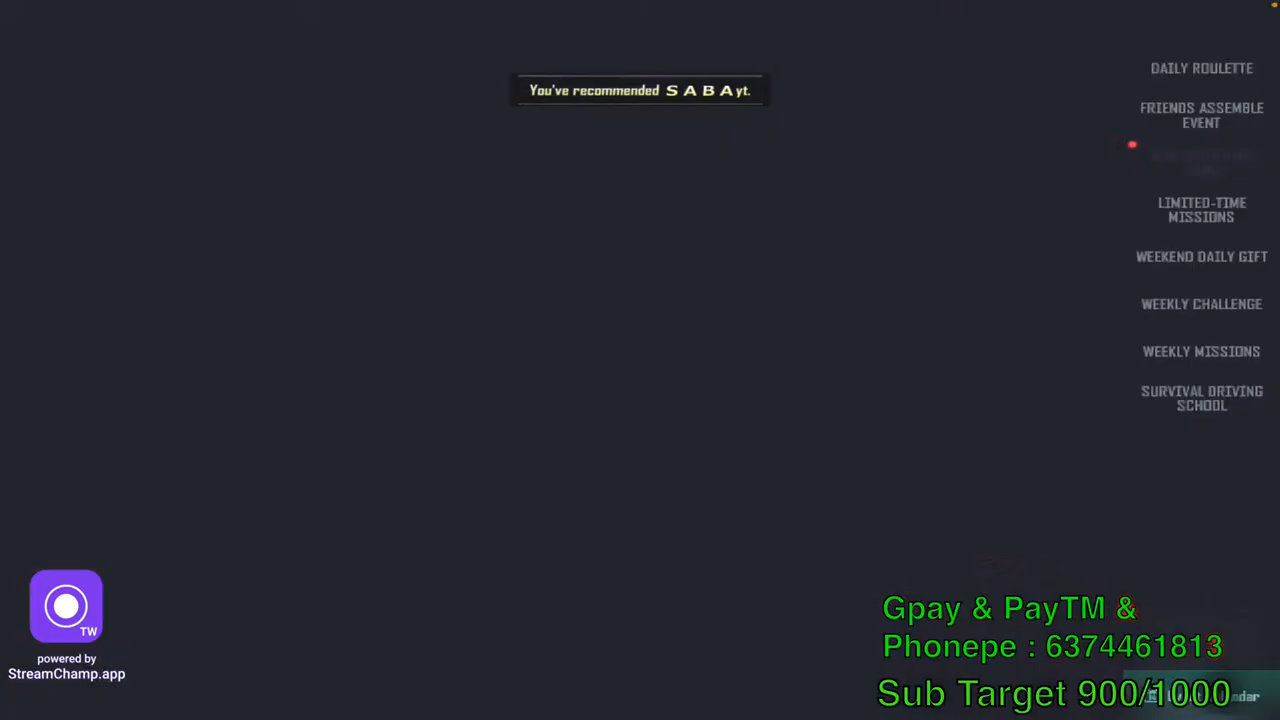 You've recommended S A B A yt.
DAILY ROULETTE
FRIENDS ASSEMBLE
EVENT
LIMITED-TIME
MISSIONS
WEEKEND DAILY GIFT
WEEKLY CHALLENGE
WEEKLY MISSIONS
SURVIVAL DRIVING
SCHOOL
TW
powered by
StreamChamp.app
Gpay & PayTM &
Phonepe : 6374461813
Sub Target 900/1000